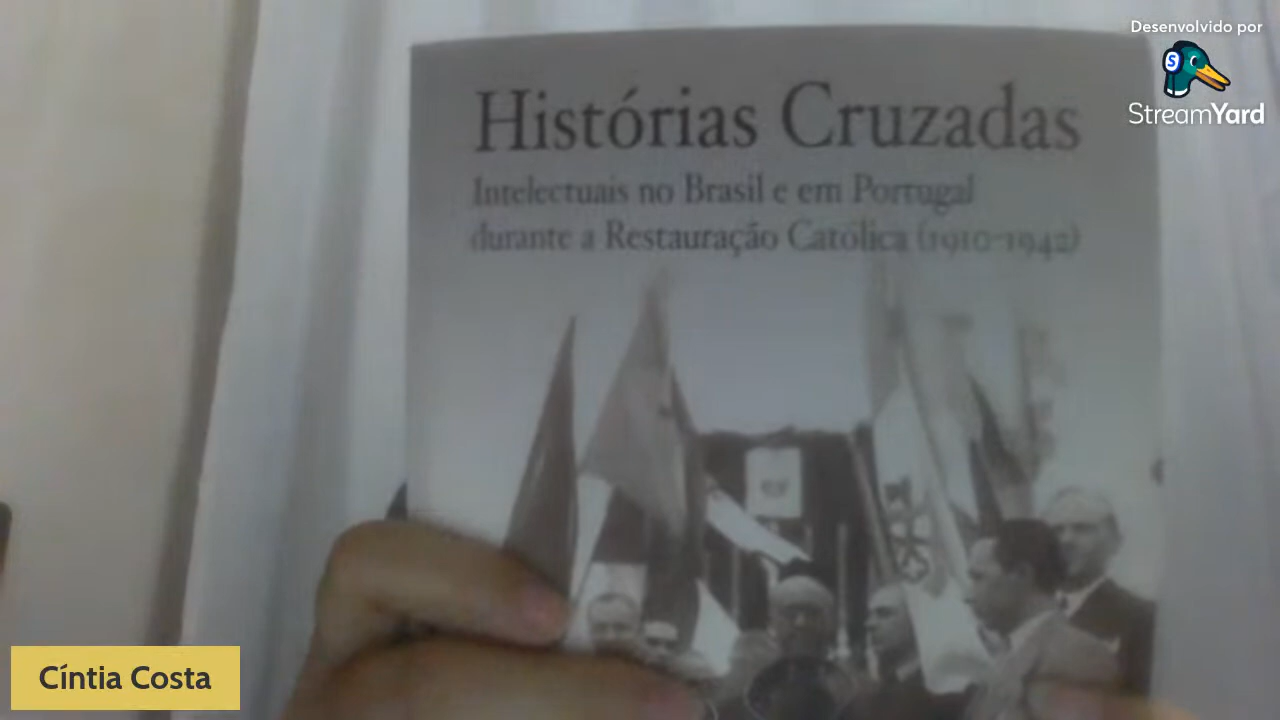 Desenvolvido por
StreamYard
Histórias Cruzadas
Intelectuais no Brasil e em Portugal
durante a Restauração Católica (1910-1942)
Cíntia Costa